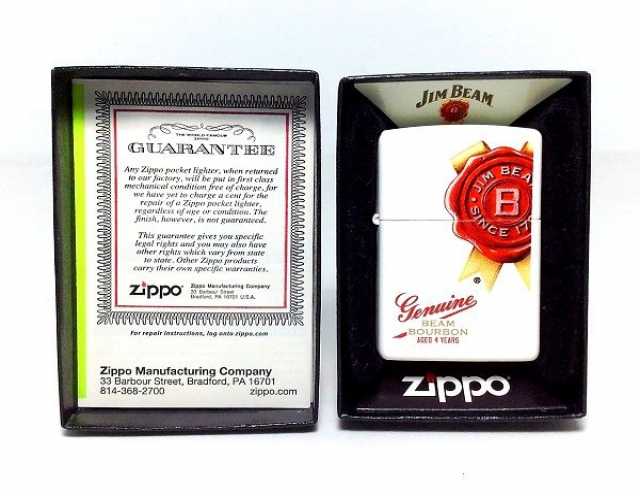 THE WORLD FAMOUS
ZIPPO
GUARANTEE
Any Zippo pocket lighter, when returned
to our factory, will be put in first class
mechanical condition free of charge, for
we have yet to charge a cent for the
repair of a Zippo pocket lighter,
regardless of age or condition. The
finish, however, is not guaranteed.
This guarantee gives you specific
legal rights and you may also have
other rights which vary from state
to state. Other Zippo products
carry their own specific warranties.
zippo
Zippo Manufacturing Company
33 Barbour Street
Bradford, PA 16701 U.S.A.
For repair instructions, log onto zippo.com
Zippo Manufacturing Company
33 Barbour Street, Bradford, PA 16701
814-368-2700 zippo.com
JIM BEAM
JIM BEA
B
SINCE 17
®
Genuine
BEAM
BOURBON
AGED 4 YEARS
zippo